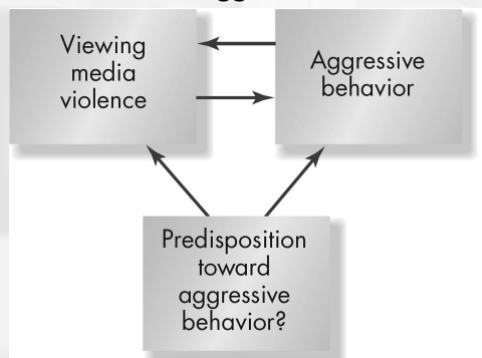 Viewing
media
violence
Aggressive
behavior
Predisposition
toward
aggressive
behavior?